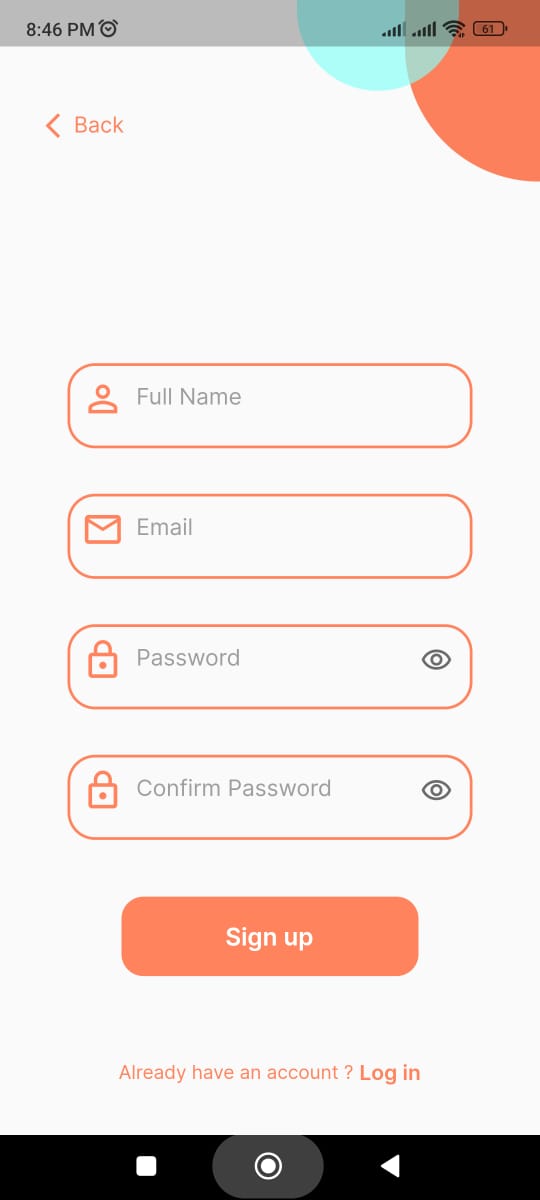 8:46 PM 61
Back
Full Name
Email
Password
Confirm Password
Sign up
Already have an account ? Log in